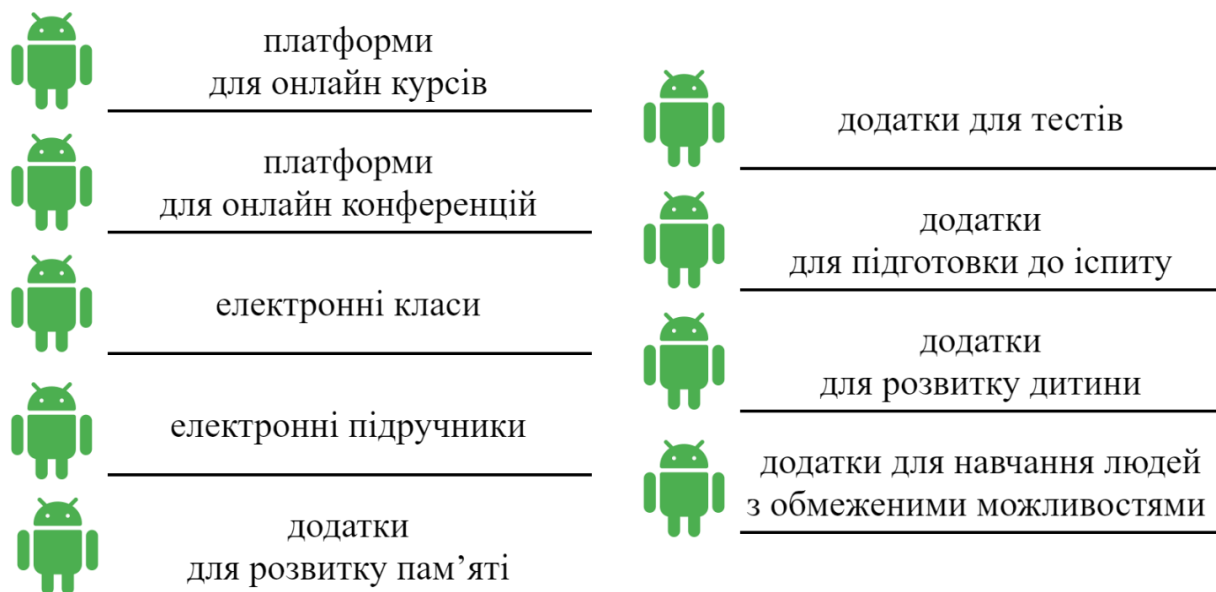 платформи
для онлайн курсів
платформи
для онлайн конференцій
електронні класи
електронні підручники
додатки
для розвитку пам’яті
додатки для тестів
додатки
для підготовки до іспиту
додатки
для розвитку дитини
додатки для навчання людей
з обмеженими можливостями